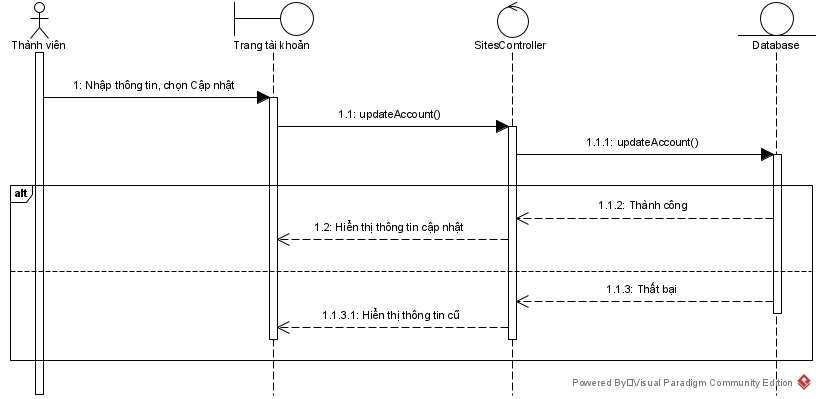 Thành viên
Trang tài khoản
SitesController
Database
1: Nhập thông tin, chọn Cập nhật
1.1: updateAccount()
1.1.1: updateAccount()
alt
1.1.2: Thành công
1.2: Hiển thị thông tin cập nhật
1.1.3: Thất bại
1.1.3.1: Hiển thị thông tin cũ
Powered By□Visual Paradigm Community Edition